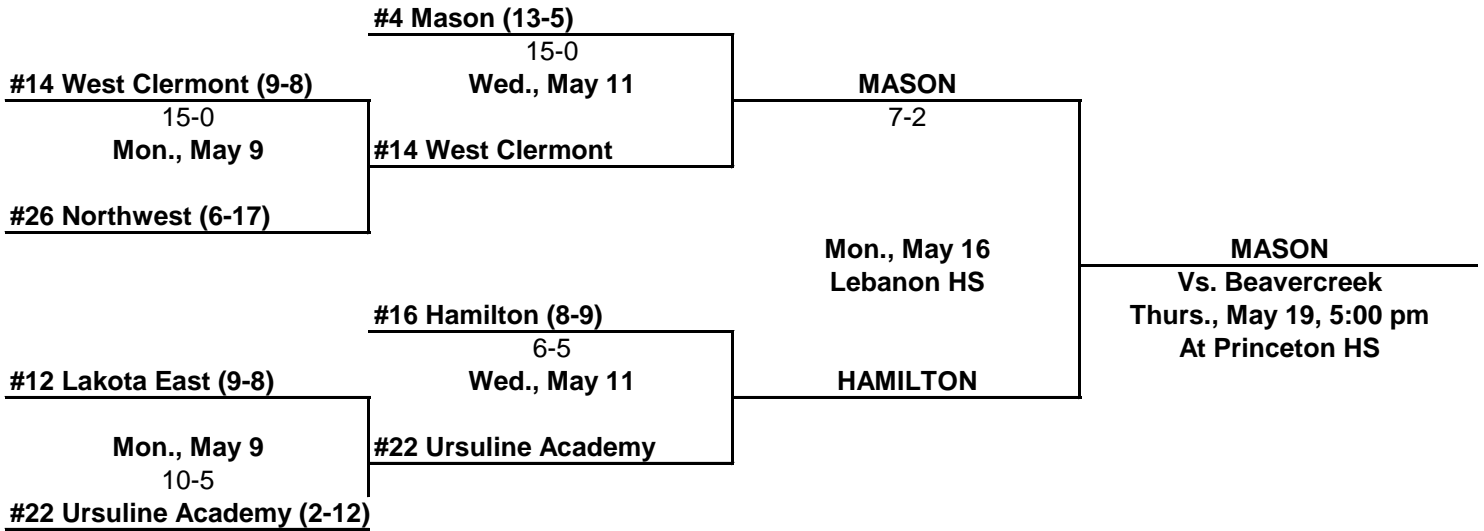 #4 Mason (13-5)
15-0
#14 West Clermont (9-8)
Wed., May 11
MASON
15-0
7-2
Mon., May 9
#14 West Clermont
#26 Northwest (6-17)
Mon., May 16
MASON
Lebanon HS
Vs. Beavercreek
#16 Hamilton (8-9)
Thurs., May 19, 5:00 pm
6-5
At Princeton HS
#12 Lakota East (9-8)
Wed., May 11
HAMILTON
Mon., May 9
#22 Ursuline Academy
10-5
#22 Ursuline Academy (2-12)